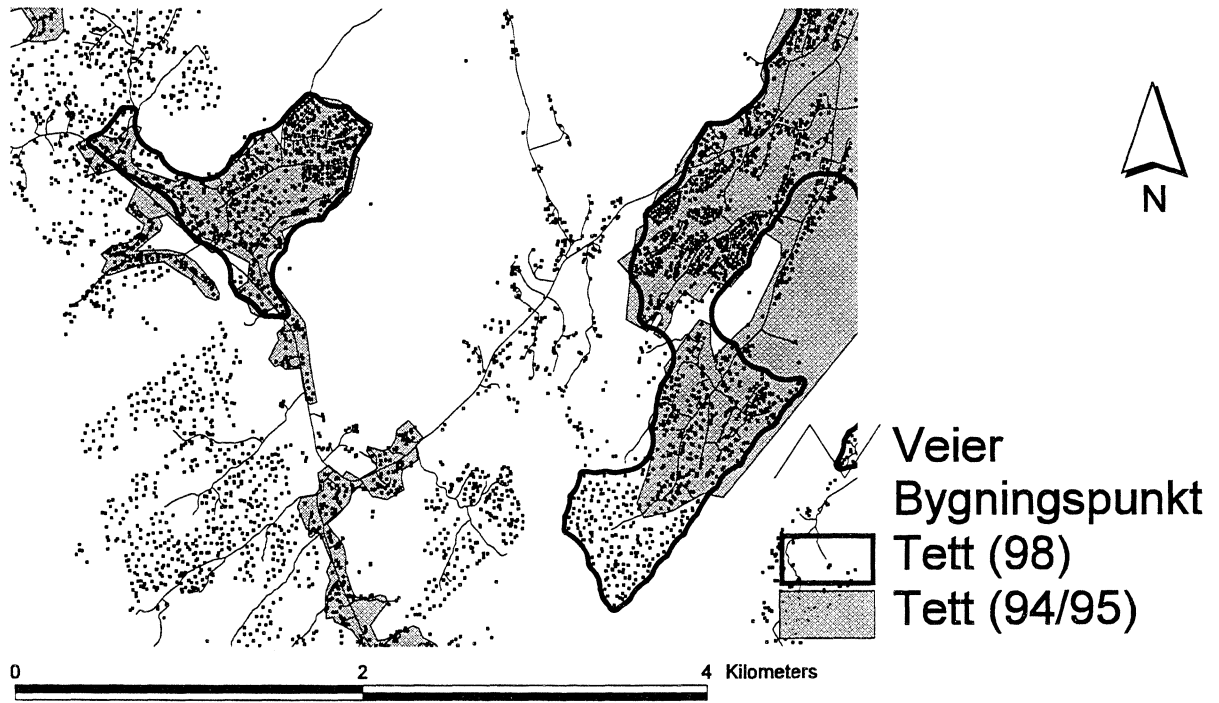 N
Veier
Bygningspunkt
Tett (98)
Tett (94/95)
0 2 4 Kilometers